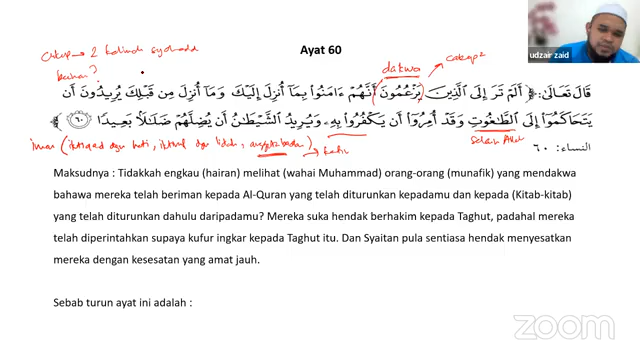 udzair zaid
Cukup → 2 kalimah syahadah
Ayat 60
bukan?
dakwa
cakap²
قَالَ تَعَالَىٰ: ﴿أَلَمْ تَرَ إِلَى ٱلَّذِينَ يَزْعُمُونَ أَنَّهُمْ ءَامَنُوا۟ بِمَآ أُنزِلَ إِلَيْكَ وَمَآ أُنزِلَ مِن قَبْلِكَ يُرِيدُونَ أَن
يَتَحَاكَمُوٓا۟ إِلَى ٱلطَّٰغُوتِ وَقَدْ أُمِرُوٓا۟ أَن يَكْفُرُوا۟ بِهِۦ وَيُرِيدُ ٱلشَّيْطَٰنُ أَن يُضِلَّهُمْ ضَلَٰلًۢا بَعِيدًا ٦٠﴾
iman (iktiqad dgn hati, dgn lidah, anggota badan)
→ kafir
Selain Allah
النساء: ٦٠
Maksudnya : Tidakkah engkau (hairan) melihat (wahai Muhammad) orang-orang (munafik) yang mendakwa
bahawa mereka telah beriman kepada Al-Quran yang telah diturunkan kepadamu dan kepada (Kitab-kitab)
yang telah diturunkan dahulu daripadamu? Mereka suka hendak berhakim kepada Taghut, padahal mereka
telah diperintahkan supaya kufur ingkar kepada Taghut itu. Dan Syaitan pula sentiasa hendak menyesatkan
mereka dengan kesesatan yang amat jauh.
Sebab turun ayat ini adalah :
zoom